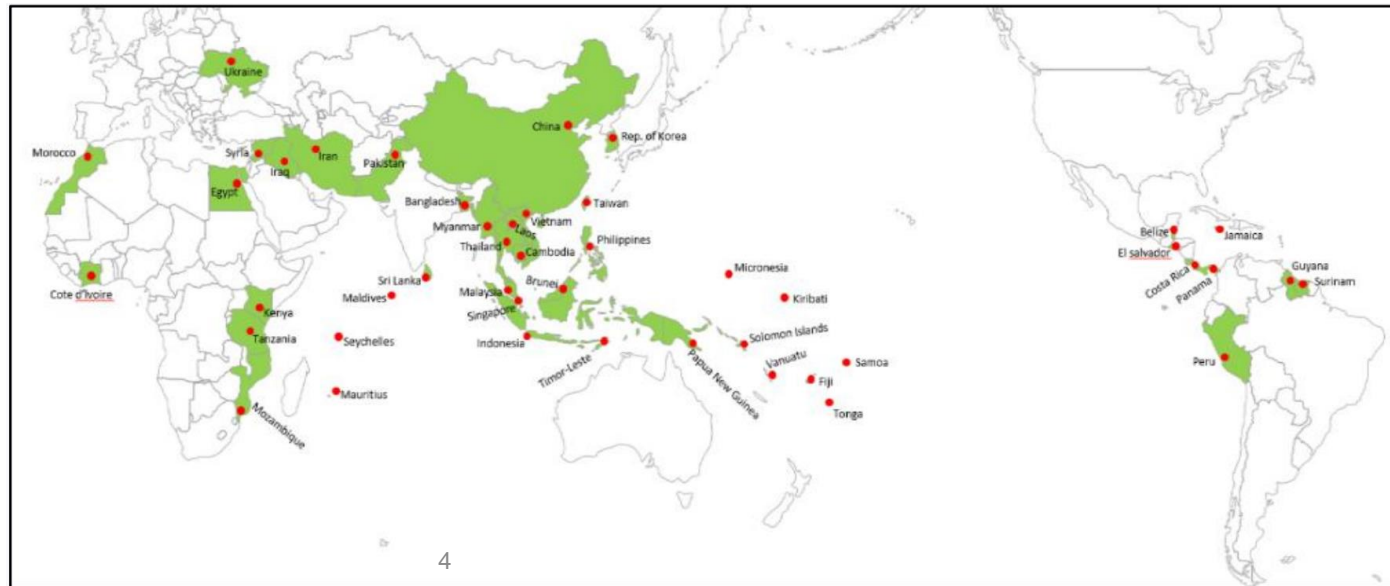 Ukraine
China
Rep. of Korea
Morocco
Syria
Iran
Pakistan
Iraq
Egypt
Bangladesh
Taiwan
Vietnam
Myanmar
Laos
Thailand
Philippines
Cambodia
Belize
Jamaica
El salvador
Micronesia
Sri Lanka
Brunei
Costa Rica
Guyana
Cote d'Ivoire
Maldives
Malaysia
Kiribati
Panama
Surinam
Singapore
Kenya
Tanzania
Seychelles
Indonesia
Solomon Islands
Timor-Leste
Vanuatu
Samoa
Papua New Guinea
Peru
Fiji
Mauritius
Tonga
Mozambique
4